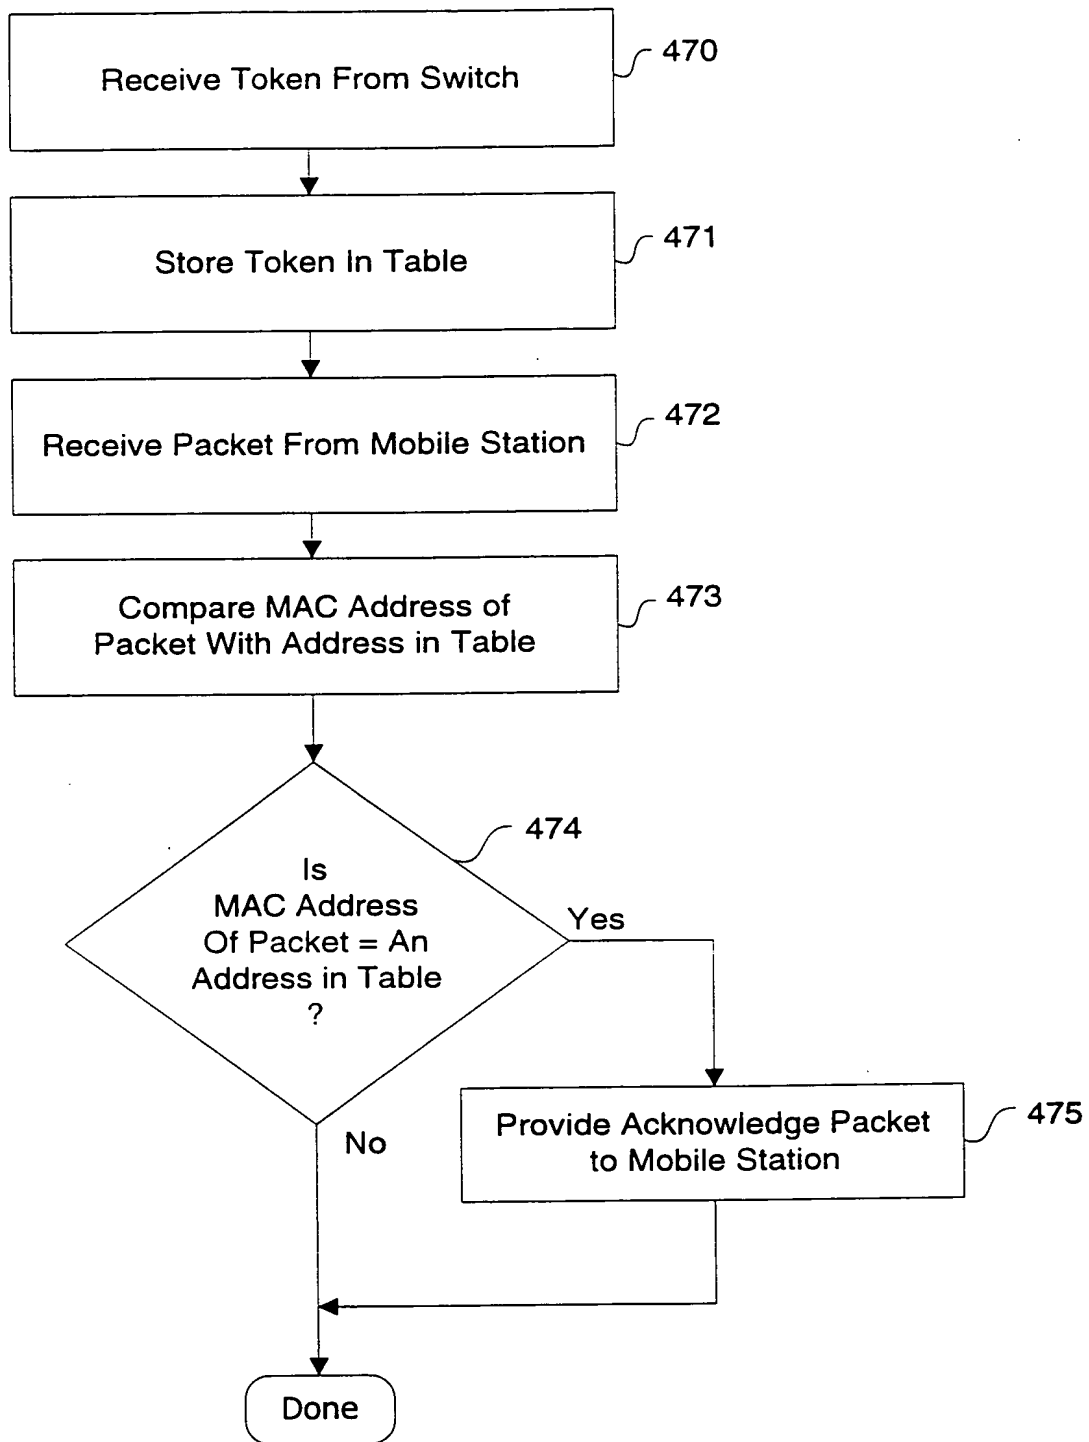 Receive Token From Switch
470
Store Token In Table
471
Receive Packet From Mobile Station
472
Compare MAC Address of
Packet With Address in Table
473
474
Is
MAC Address
Of Packet = An
Address in Table
?
Yes
No
Provide Acknowledge Packet
to Mobile Station
475
Done